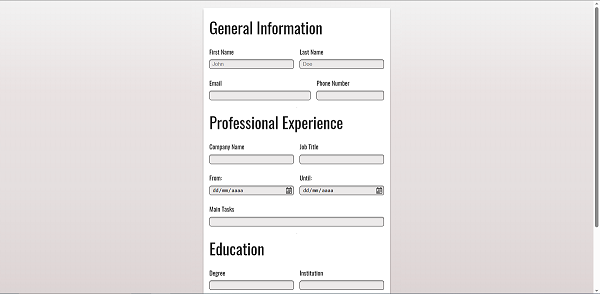 General Information
First Name Last Name
John Doe
Email Phone Number
Professional Experience
Company Name Job Title
From: Until:
dd/mm/aaaa dd/mm/aaaa
Main Tasks
Education
Degree Institution